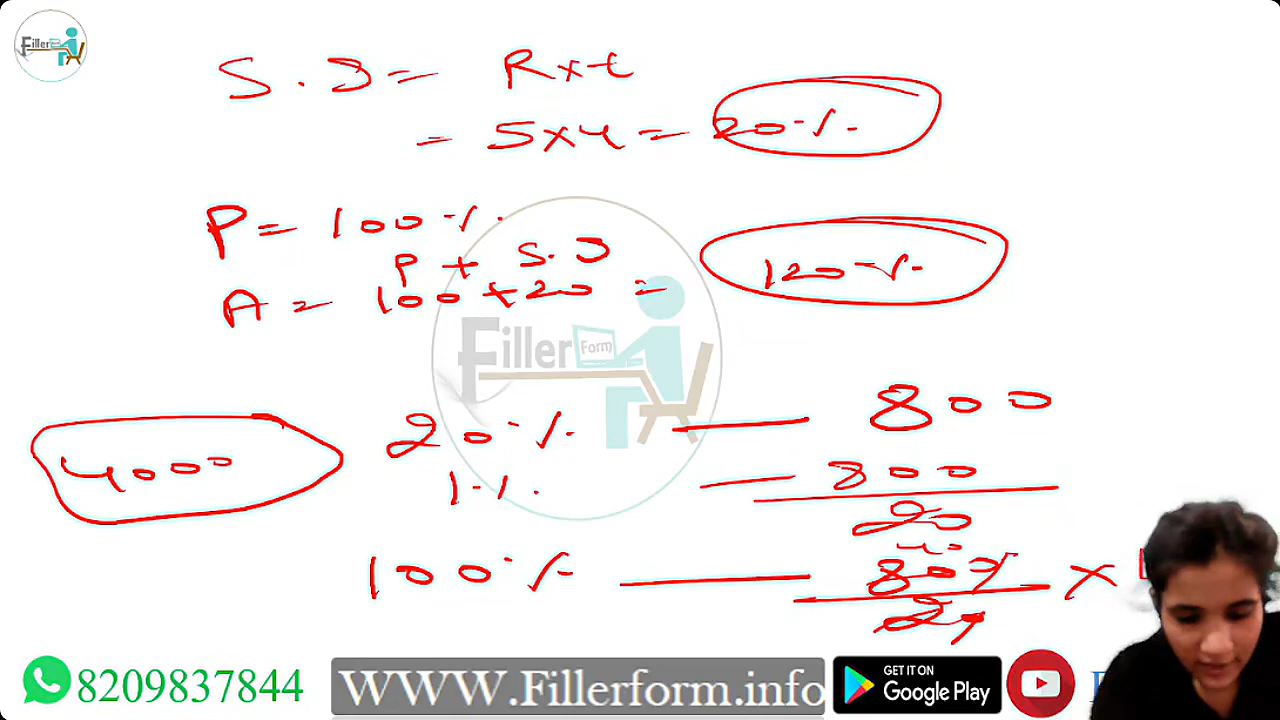 Filler
S.I = R×t
= 5×4 = 20%
P = 100%
P + S.I
A = 100 + 20 = 120%
Filler Form
20% — 800
4000
1% — 800
20
100% — 800 ×
40
20
8209837844
WWW.Fillerform.info
GET IT ON
Google Play